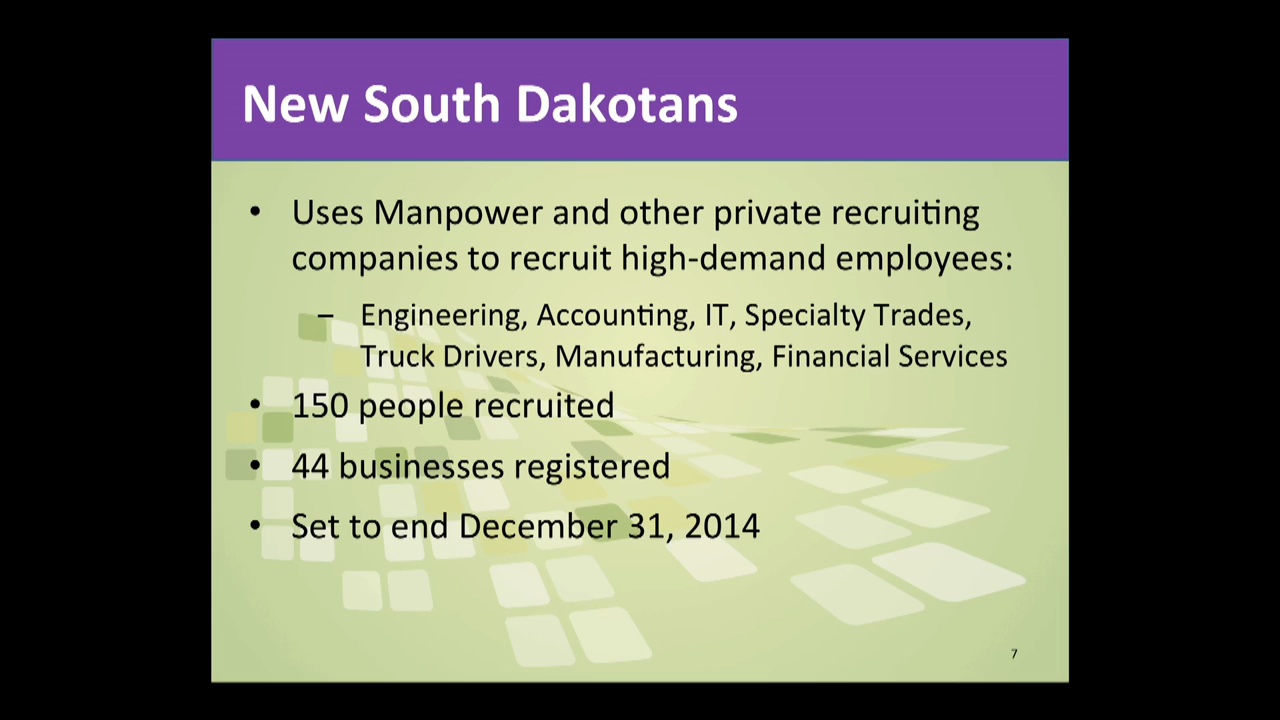 New South Dakotans
• Uses Manpower and other private recruiting
companies to recruit high-demand employees:
– Engineering, Accounting, IT, Specialty Trades,
Truck Drivers, Manufacturing, Financial Services
• 150 people recruited
• 44 businesses registered
• Set to end December 31, 2014
7